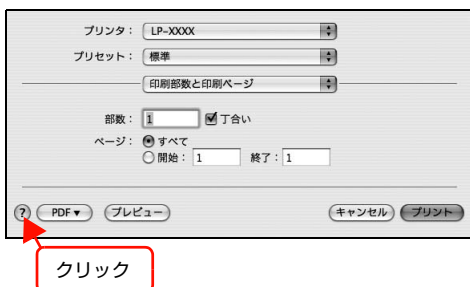 プリンタ： LP-XXXX
プリセット： 標準
印刷部数と印刷ページ
部数： 1 丁合い
ページ： すべて
開始： 1 終了： 1
? PDF▼ プレビュー キャンセル プリント
クリック